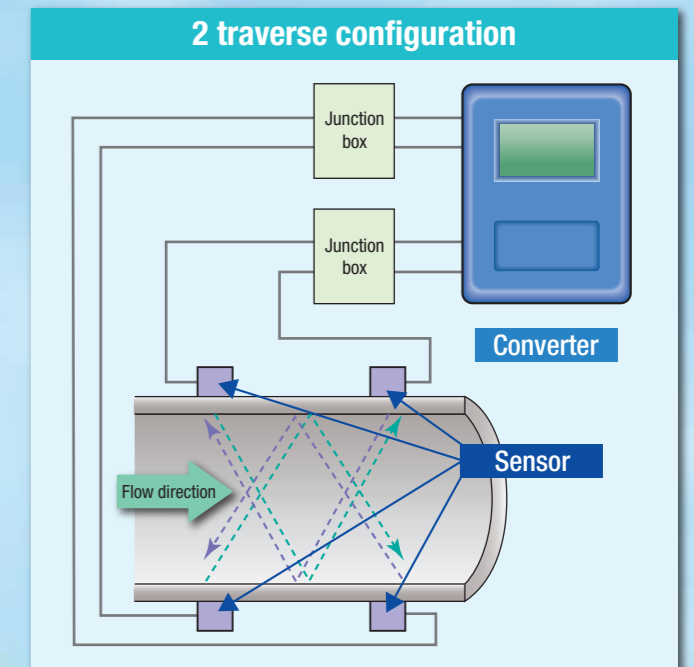 2 traverse configuration
Junction
box
Junction
box
Converter
Sensor
Flow direction